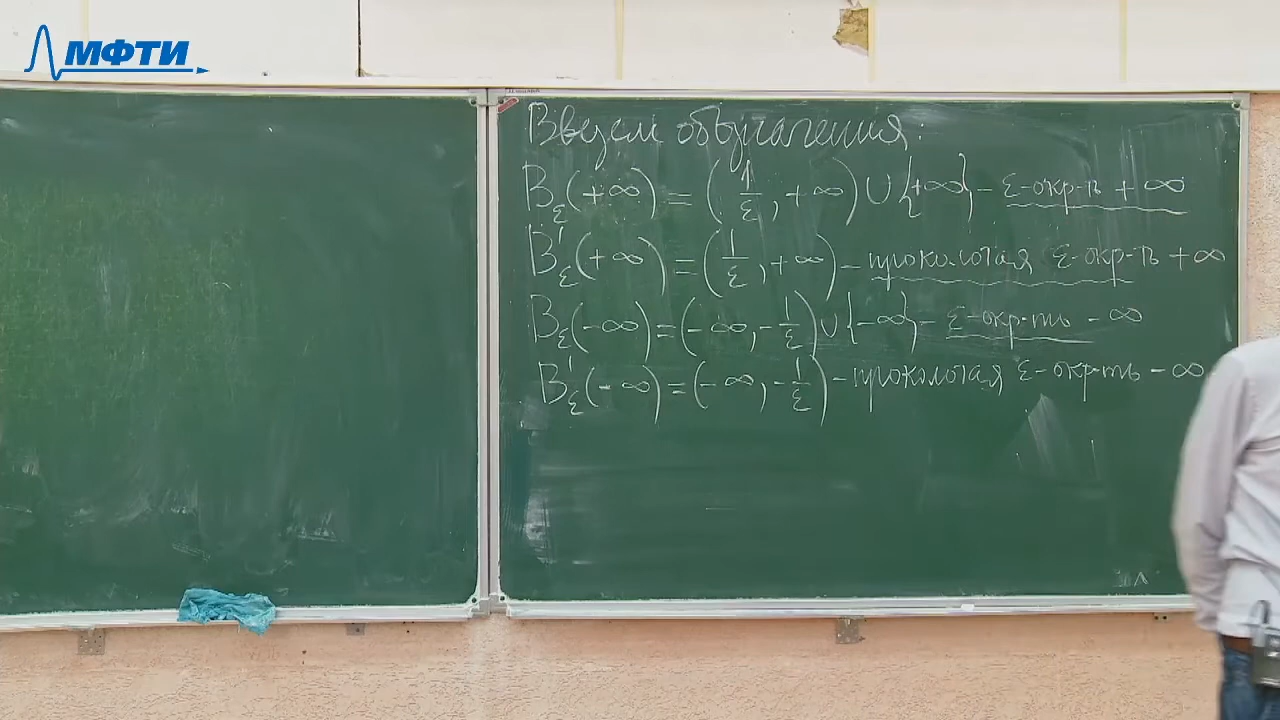 МФТИ
Введем обозначения:
B_ε(+∞) = (1/ε, +∞) ∪ {+∞} - ε-окр-ть +∞
B'_ε(+∞) = (1/ε, +∞) - проколотая ε-окр-ть +∞
B_ε(-∞) = (-∞, -1/ε) ∪ {-∞} - ε-окр-ть -∞
B'_ε(-∞) = (-∞, -1/ε) - проколотая ε-окр-ть -∞